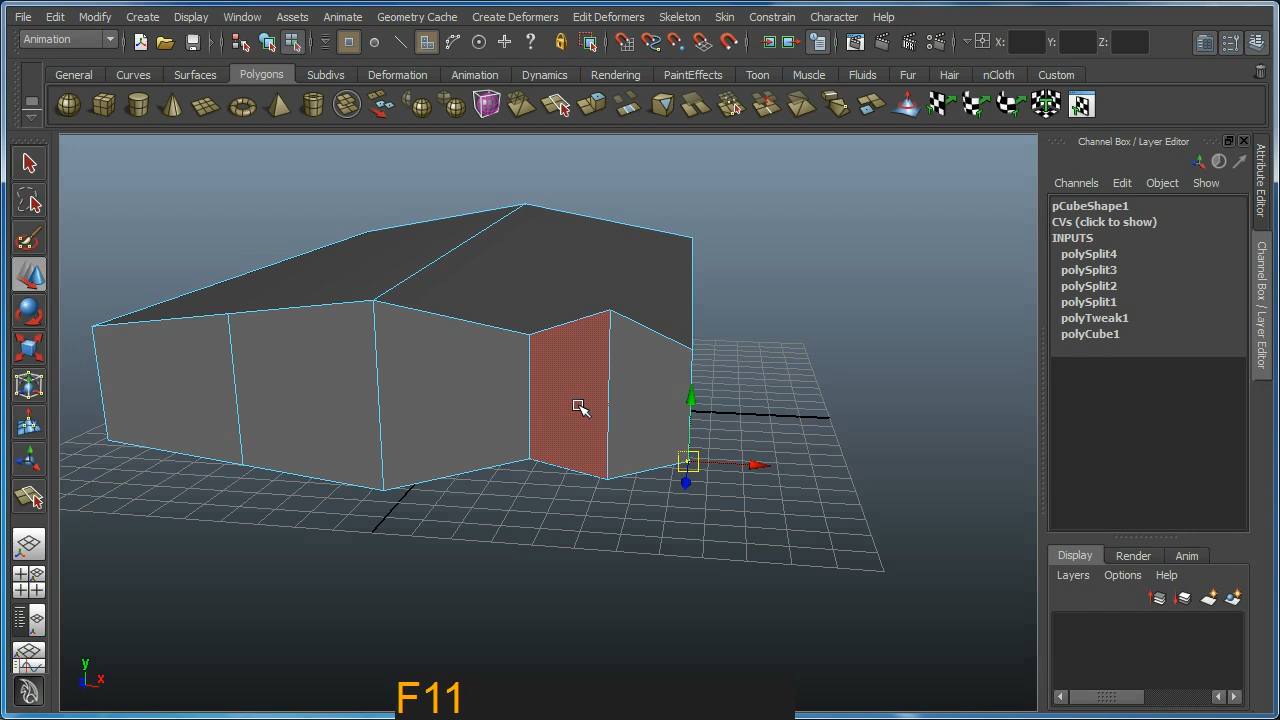 File Edit Modify Create Display Window Assets Animate Geometry Cache Create Deformers Edit Deformers Skeleton Skin Constrain Character Help
Animation X: Y: Z:
General Curves Surfaces Polygons Subdivs Deformation Animation Dynamics Rendering PaintEffects Toon Muscle Fluids Fur Hair nCloth Custom
Channel Box / Layer Editor
Channels Edit Object Show
pCubeShape1
CVs (click to show)
INPUTS
polySplit4
polySplit3
polySplit2
polySplit1
polyTweak1
polyCube1
Attribute Editor
Channel Box / Layer Editor
Display Render Anim
Layers Options Help
y
z x
F11